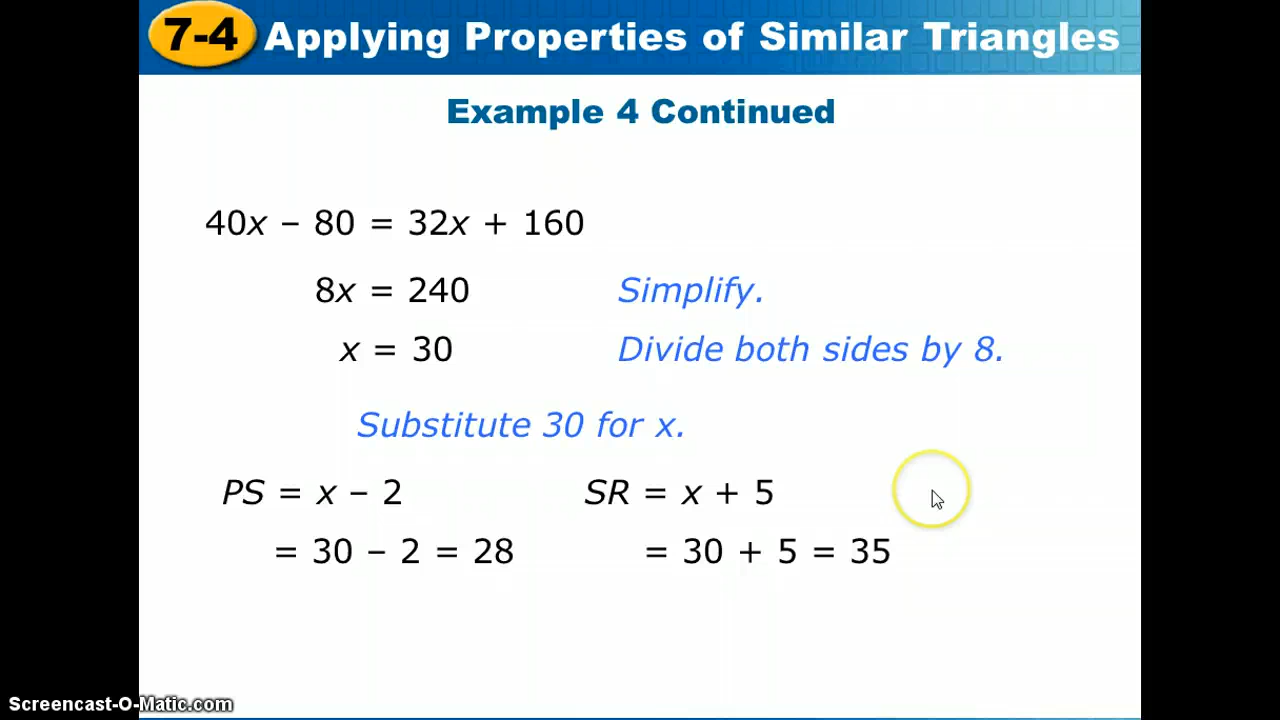 7-4 Applying Properties of Similar Triangles
Example 4 Continued
40x – 80 = 32x + 160
8x = 240 Simplify.
x = 30 Divide both sides by 8.
Substitute 30 for x.
PS = x – 2 SR = x + 5
= 30 – 2 = 28 = 30 + 5 = 35
Screencast-O-Matic.com